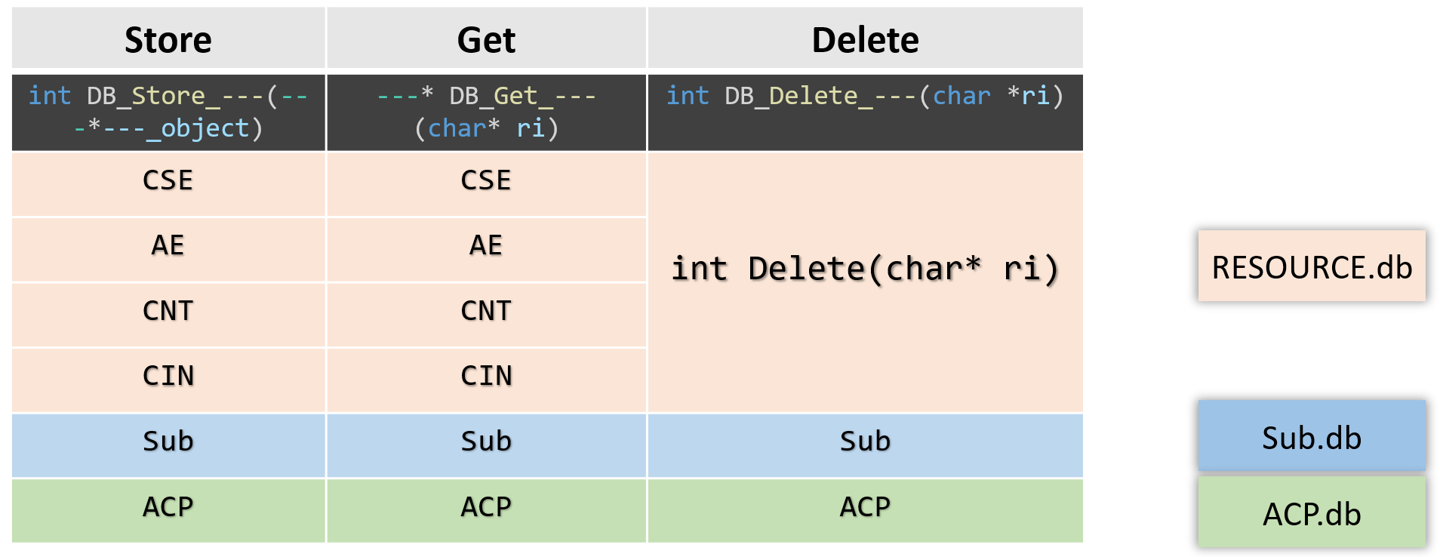 Store Get Delete
int DB_Store_---(-- ---* DB_Get_--- int DB_Delete_---(char *ri)
-*---_object) (char* ri)
CSE CSE
AE AE
int Delete(char* ri)
RESOURCE.db
CNT CNT
CIN CIN
Sub Sub Sub
Sub.db
ACP ACP ACP
ACP.db